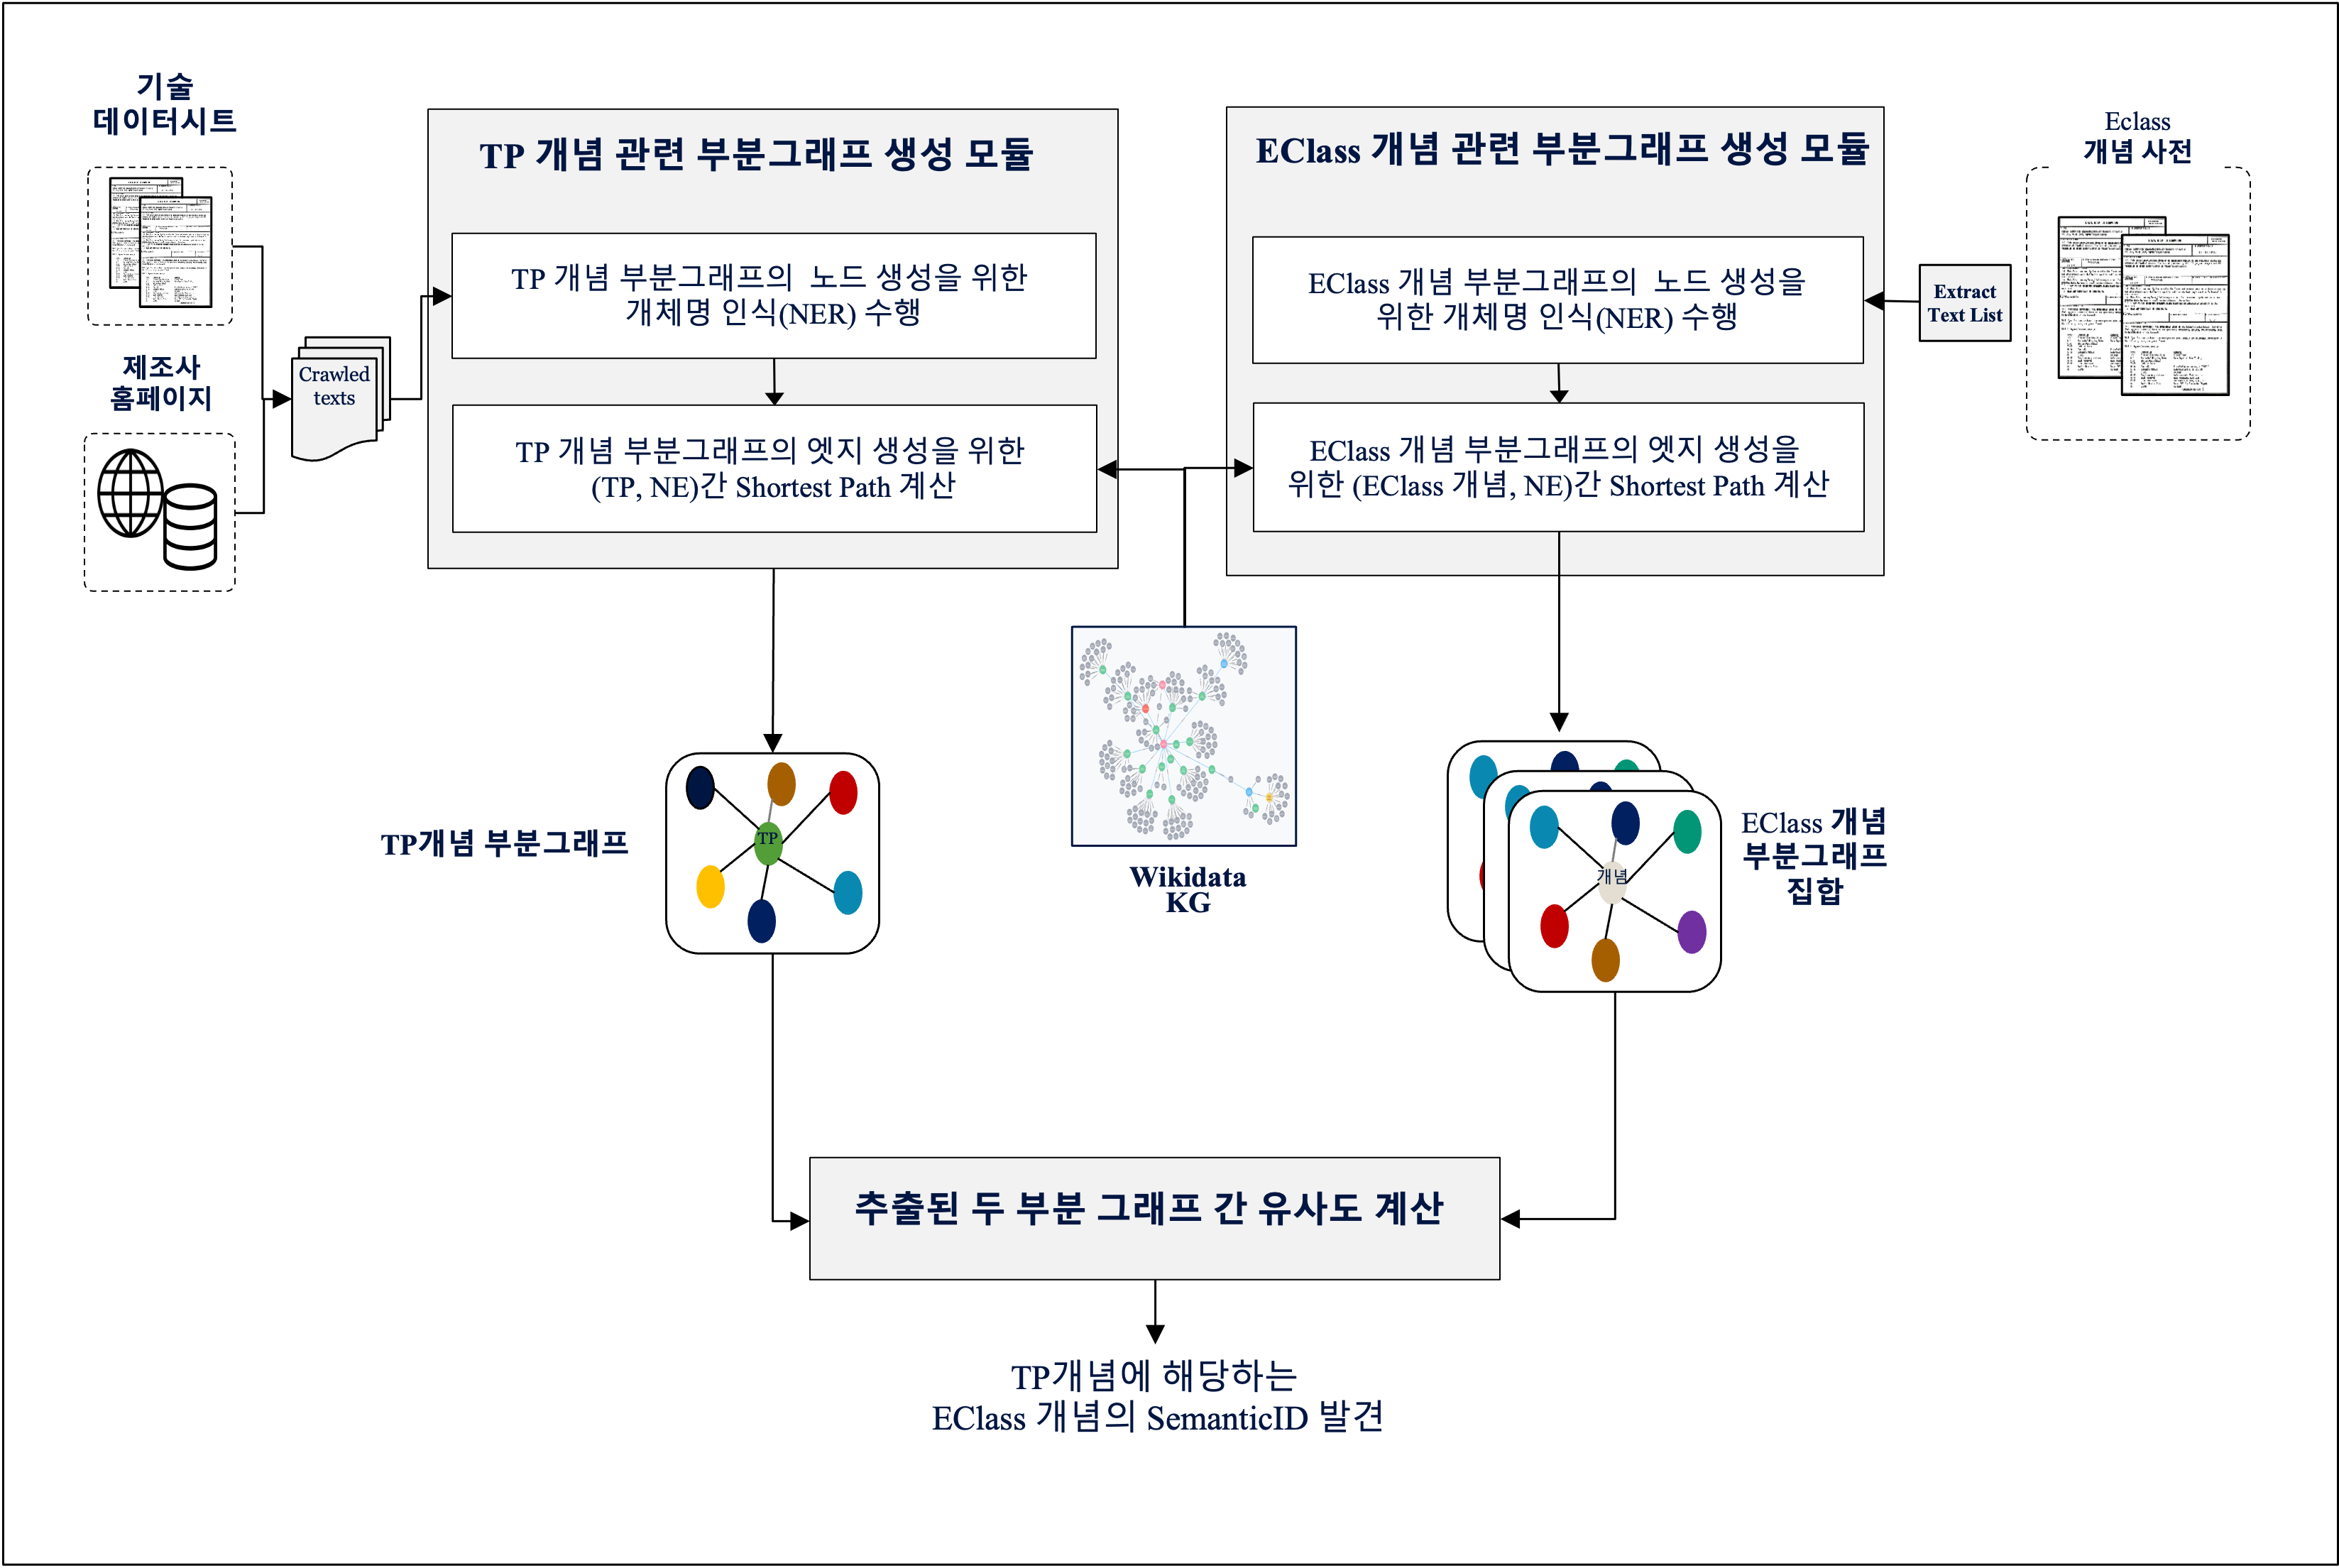 기술
데이터시트
제조사
홈페이지
Crawled
texts
TP 개념 관련 부분그래프 생성 모듈
TP 개념 부분그래프의 노드 생성을 위한
개체명 인식(NER) 수행
TP 개념 부분그래프의 엣지 생성을 위한
(TP, NE)간 Shortest Path 계산
EClass 개념 관련 부분그래프 생성 모듈
EClass 개념 부분그래프의 노드 생성을
위한 개체명 인식(NER) 수행
EClass 개념 부분그래프의 엣지 생성을
위한 (EClass 개념, NE)간 Shortest Path 계산
Eclass
개념 사전
Extract
Text List
TP개념 부분그래프
TP
Wikidata
KG
개념
EClass 개념
부분그래프
집합
추출된 두 부분 그래프 간 유사도 계산
TP개념에 해당하는
EClass 개념의 SemanticID 발견